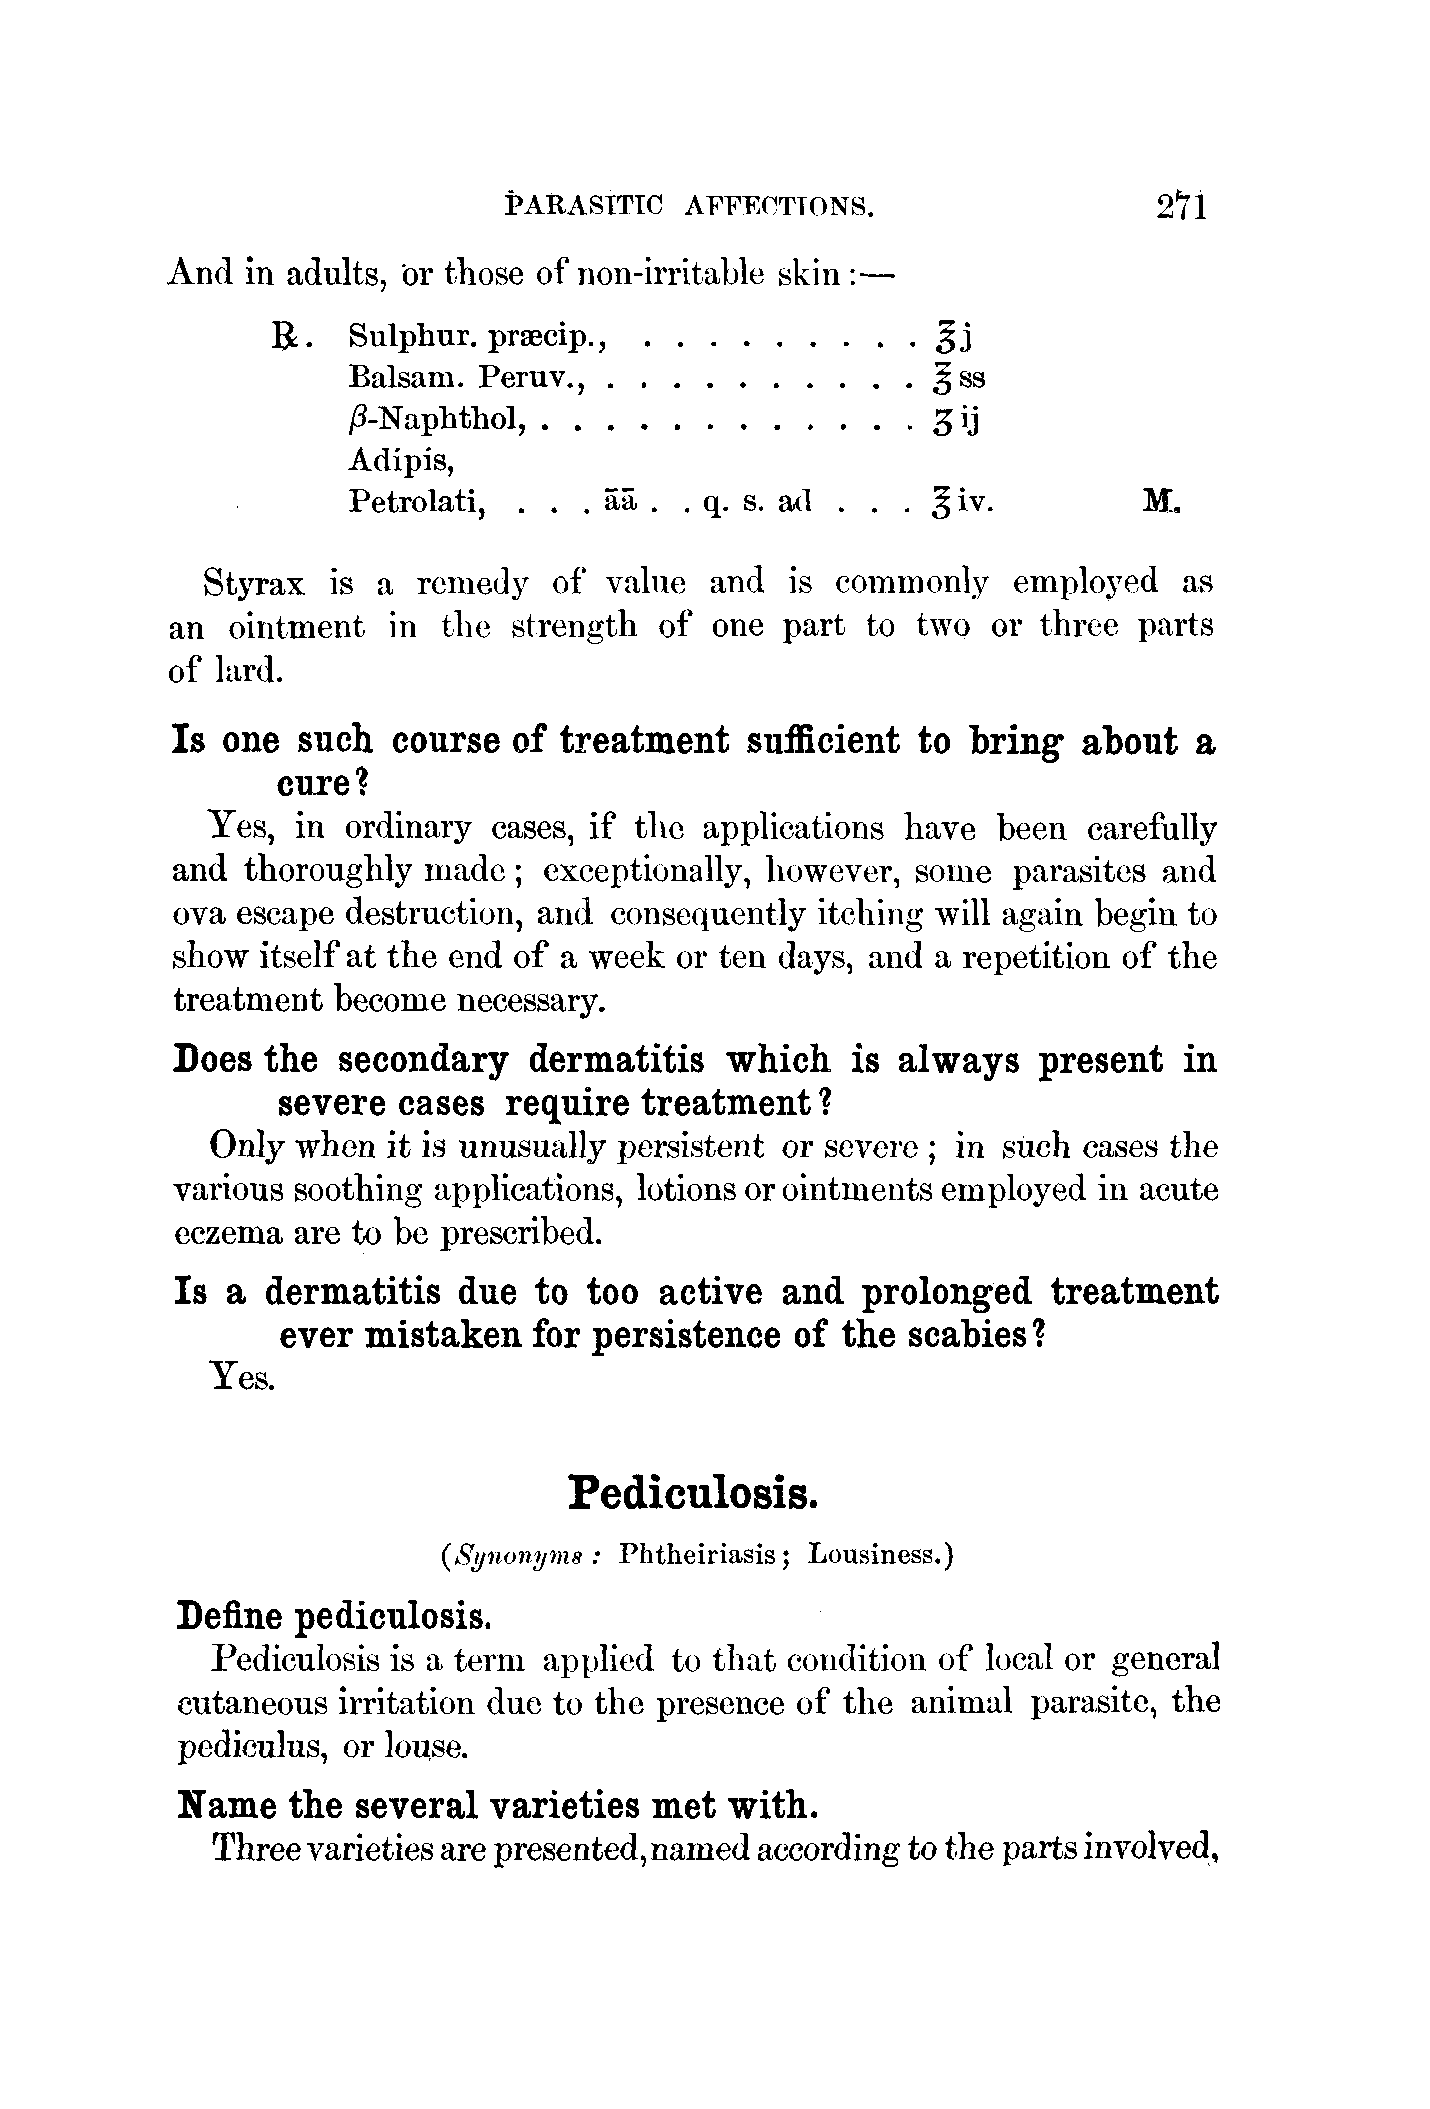 PARASITIC AFFECTIONS. 271
And in adults, or those of non-irritable skin :—
℞. Sulphur. præcip., . . . . . . . . . ℥j
Balsam. Peruv., . . . . . . . . . . ℥ss
β-Naphthol, . . . . . . . . . . . . ʒij
Adipis,
Petrolati, . . . āā . . q. s. ad . . . ℥iv. M.
Styrax is a remedy of value and is commonly employed as
an ointment in the strength of one part to two or three parts
of lard.
Is one such course of treatment sufficient to bring about a
cure?
Yes, in ordinary cases, if the applications have been carefully
and thoroughly made ; exceptionally, however, some parasites and
ova escape destruction, and consequently itching will again begin to
show itself at the end of a week or ten days, and a repetition of the
treatment become necessary.
Does the secondary dermatitis which is always present in
severe cases require treatment?
Only when it is unusually persistent or severe ; in such cases the
various soothing applications, lotions or ointments employed in acute
eczema are to be prescribed.
Is a dermatitis due to too active and prolonged treatment
ever mistaken for persistence of the scabies?
Yes.
Pediculosis.
(Synonyms : Phtheiriasis ; Lousiness.)
Define pediculosis.
Pediculosis is a term applied to that condition of local or general
cutaneous irritation due to the presence of the animal parasite, the
pediculus, or louse.
Name the several varieties met with.
Three varieties are presented, named according to the parts involved,